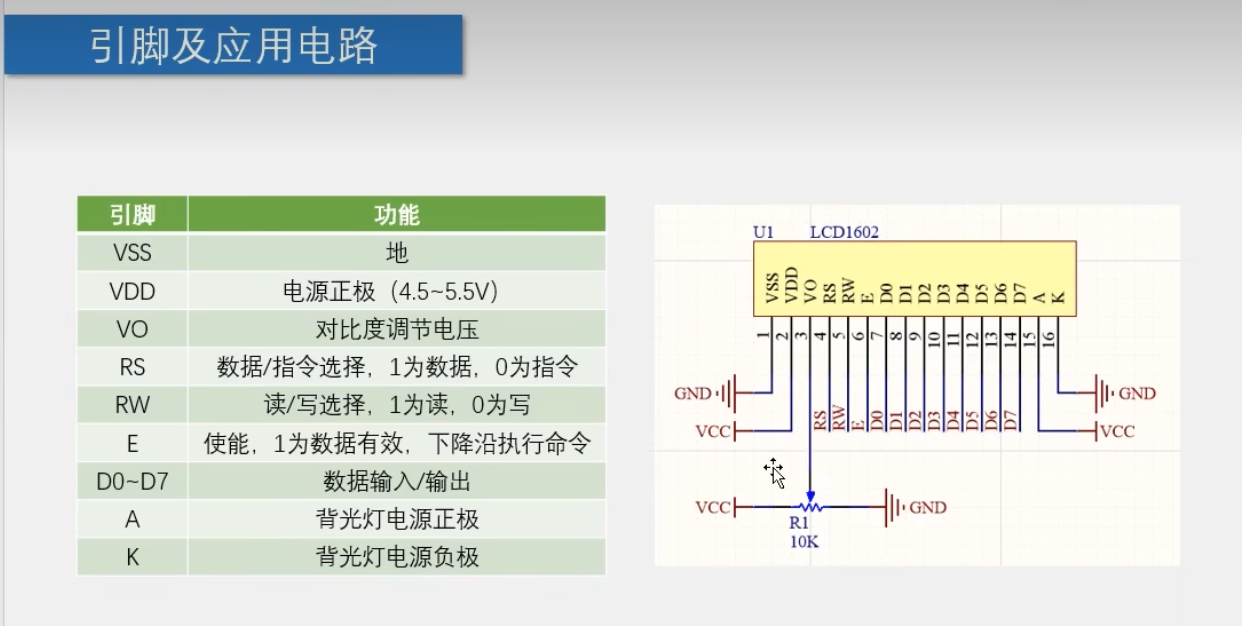 引脚及应用电路
引脚 功能
VSS 地
VDD 电源正极（4.5~5.5V）
VO 对比度调节电压
RS 数据/指令选择，1为数据，0为指令
RW 读/写选择，1为读，0为写
E 使能，1为数据有效，下降沿执行命令
D0~D7 数据输入/输出
A 背光灯电源正极
K 背光灯电源负极
U1 LCD1602
VSS VDD VO RS RW E D0 D1 D2 D3 D4 D5 D6 D7 A K
1 2 3 4 5 6 7 8 9 10 11 12 13 14 15 16
GND GND
VCC RS RW E D0 D1 D2 D3 D4 D5 D6 D7 VCC
VCC GND
R1
10K